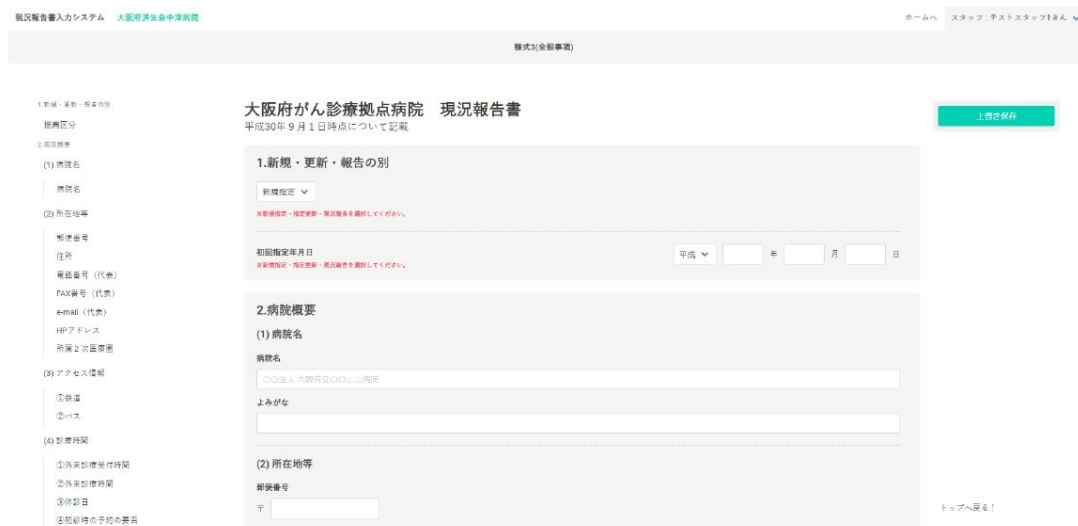 現況報告書入力システム 大阪府済生会中津病院
ホームへ スタッフ:テストスタッフ1さん
様式3(全般事項)
1.新規・更新・報告の別
推薦区分
2.病院概要
(1) 病院名
病院名
(2) 所在地等
郵便番号
住所
電話番号（代表）
FAX番号（代表）
e-mail（代表）
HPアドレス
所属2次医療圏
(3) アクセス情報
①鉄道
②バス
(4) 診療時間
①外来診療受付時間
②外来診療時間
③休診日
④初診時の予約の要否
大阪府がん診療拠点病院　現況報告書
平成30年9月1日時点について記載
上書き保存
1.新規・更新・報告の別
新規指定
※新規指定・指定更新・現況報告を選択してください。
初回指定年月日
平成 年 月 日
※新規指定・指定更新・現況報告を選択してください。
2.病院概要
(1) 病院名
病院名
○○法人 大阪府立○○△△病院
よみがな
(2) 所在地等
郵便番号
〒
トップへ戻る↑